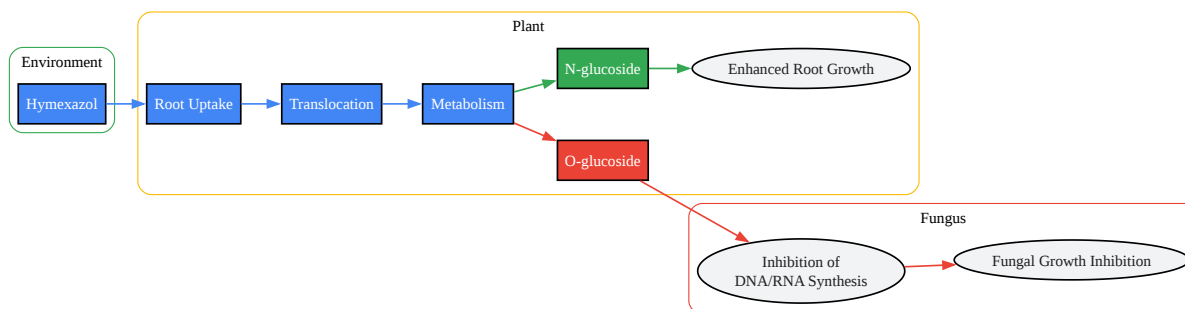 Plant
Environment
N-glucoside
Enhanced Root Growth
Hymexazol
Root Uptake
Translocation
Metabolism
O-glucoside
Fungus
Inhibition of
DNA/RNA Synthesis
Fungal Growth Inhibition